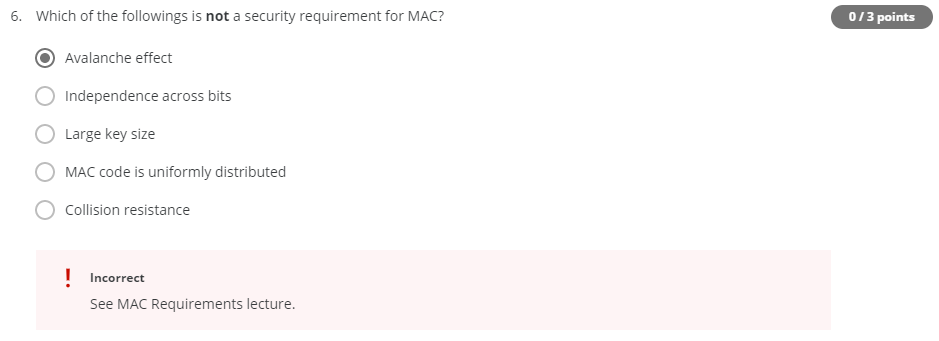 6. Which of the followings is not a security requirement for MAC?
0 / 3 points
Avalanche effect
Independence across bits
Large key size
MAC code is uniformly distributed
Collision resistance
! Incorrect
See MAC Requirements lecture.